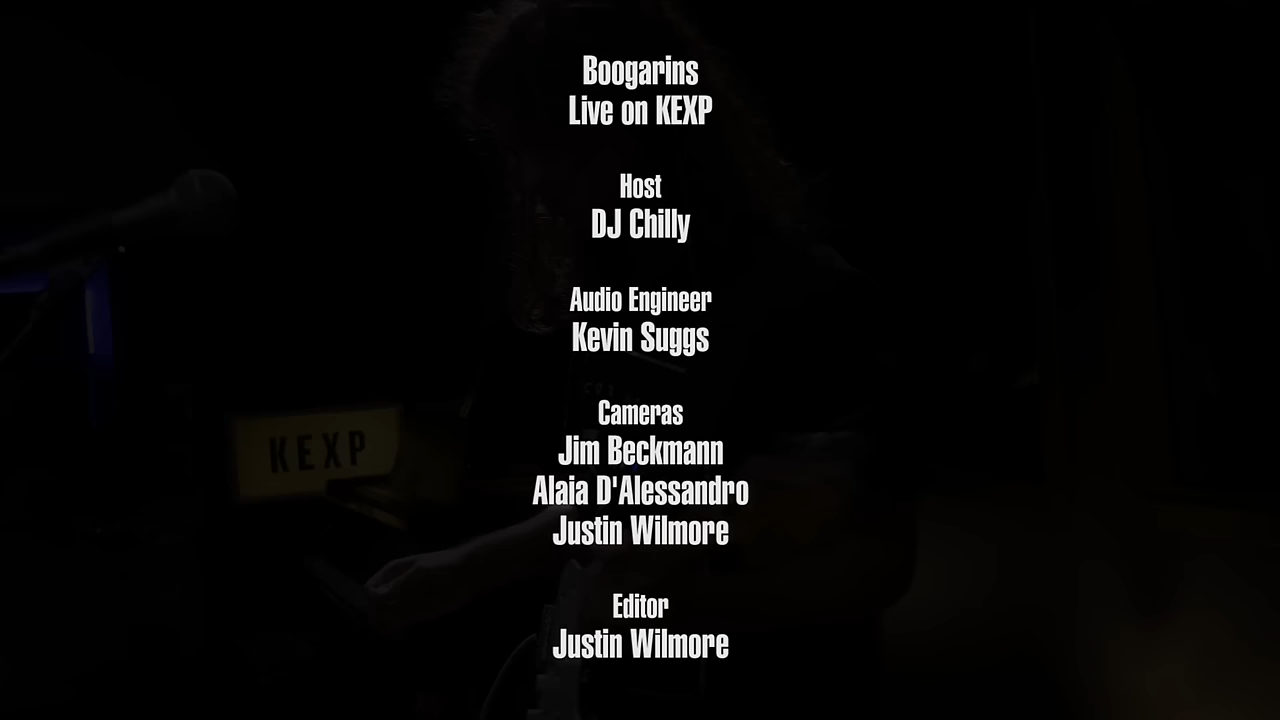 Boogarins
Live on KEXP
Host
DJ Chilly
Audio Engineer
Kevin Suggs
Cameras
KEXP
Jim Beckmann
Alaia D'Alessandro
Justin Wilmore
Editor
Justin Wilmore